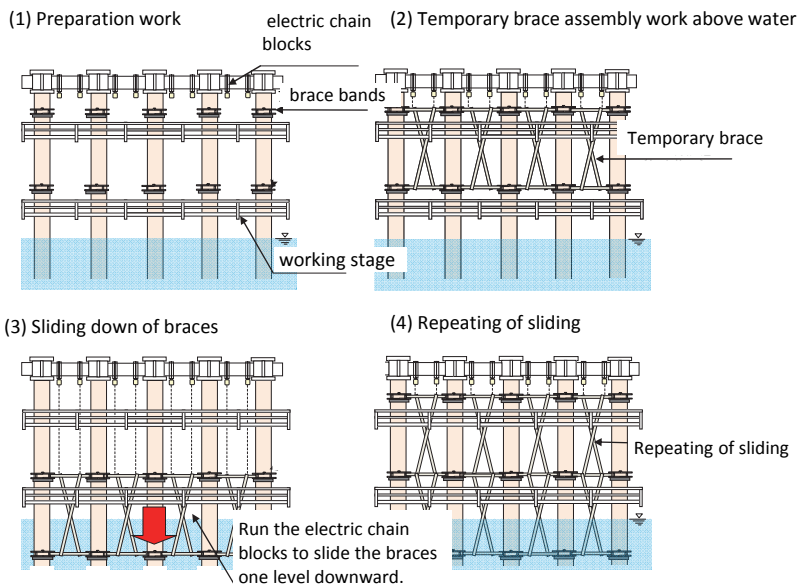 (1) Preparation work
electric chain
blocks
brace bands
working stage
(2) Temporary brace assembly work above water
Temporary brace
(3) Sliding down of braces
Run the electric chain
blocks to slide the braces
one level downward.
(4) Repeating of sliding
Repeating of sliding